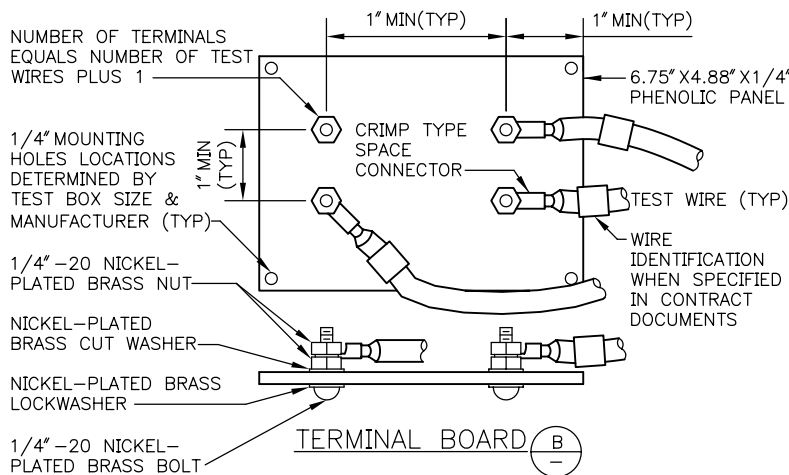 1" MIN(TYP)
1" MIN(TYP)
NUMBER OF TERMINALS
EQUALS NUMBER OF TEST
WIRES PLUS 1
6.75" X4.88" X1/4"
PHENOLIC PANEL
CRIMP TYPE
SPACE
CONNECTOR
1" MIN
(TYP)
1/4" MOUNTING
HOLES LOCATIONS
DETERMINED BY
TEST BOX SIZE &
MANUFACTURER (TYP)
TEST WIRE (TYP)
WIRE
IDENTIFICATION
WHEN SPECIFIED
IN CONTRACT
DOCUMENTS
1/4"-20 NICKEL-
PLATED BRASS NUT
NICKEL-PLATED
BRASS CUT WASHER
NICKEL-PLATED BRASS
LOCKWASHER
1/4"-20 NICKEL-
PLATED BRASS BOLT
TERMINAL BOARD
B
-